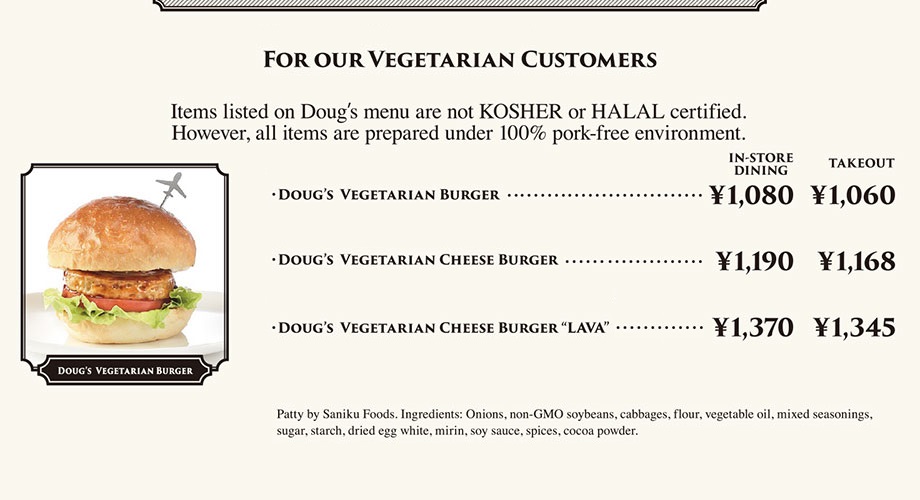 FOR OUR VEGETARIAN CUSTOMERS
Items listed on Doug's menu are not KOSHER or HALAL certified.
However, all items are prepared under 100% pork-free environment.
IN-STORE DINING TAKEOUT
・DOUG'S VEGETARIAN BURGER ¥1,080 ¥1,060
・DOUG'S VEGETARIAN CHEESE BURGER ¥1,190 ¥1,168
・DOUG'S VEGETARIAN CHEESE BURGER “LAVA” ¥1,370 ¥1,345
DOUG'S VEGETARIAN BURGER
Patty by Saniku Foods. Ingredients: Onions, non-GMO soybeans, cabbages, flour, vegetable oil, mixed seasonings,
sugar, starch, dried egg white, mirin, soy sauce, spices, cocoa powder.